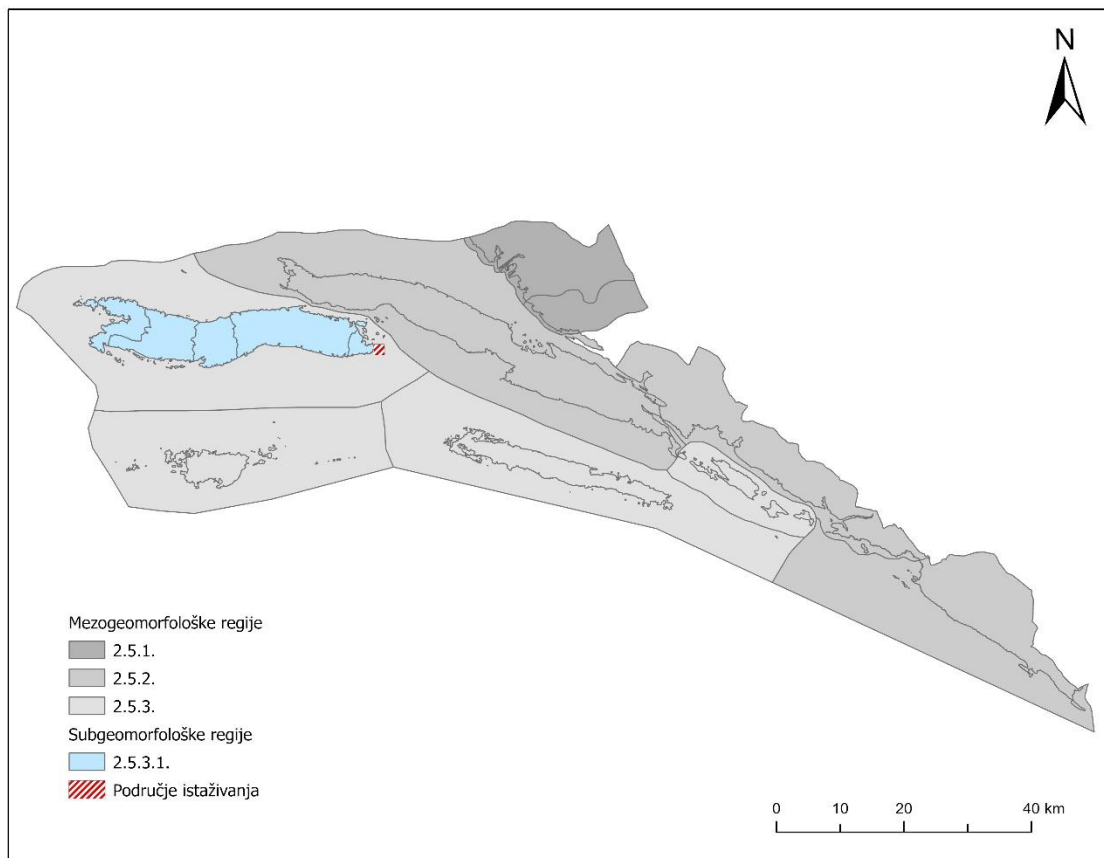 N
Mezogeomorfološke regije
2.5.1.
2.5.2.
2.5.3.
Subgeomorfološke regije
2.5.3.1.
Područje istaživanja
0 10 20 40 km